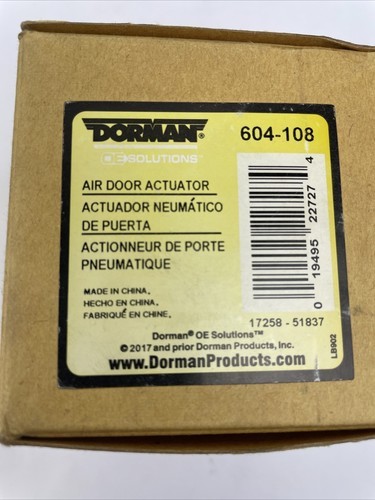 DORMAN®
OE SOLUTIONS™
604-108
AIR DOOR ACTUATOR
ACTUADOR NEUMÁTICO
DE PUERTA
ACTIONNEUR DE PORTE
PNEUMATIQUE
MADE IN CHINA.
HECHO EN CHINA.
FABRIQUÉ EN CHINE.
0 19495 22727 4
17258 - 51837
Dorman® OE Solutions™
© 2017 and prior Dorman Products, Inc.
www.DormanProducts.com
LB902